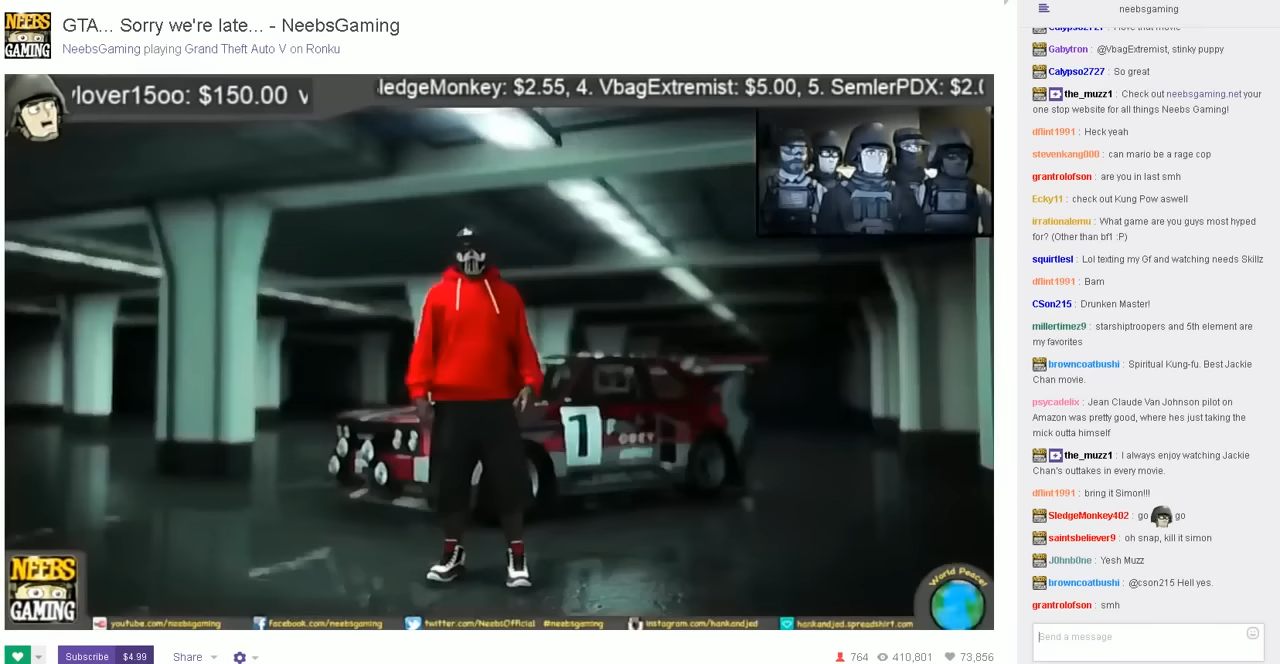 GTA... Sorry we're late... - NeebsGaming
NeebsGaming playing Grand Theft Auto V on Ronku
NEEBS
GAMING
lover15oo: $150.00
ledgeMonkey: $2.55, 4. VbagExtremist: $5.00, 5. SemlerPDX: $2.
1
OBEY
NEEBS
GAMING
World Peace!
youtube.com/neebsgaming
facebook.com/neebsgaming
twitter.com/NeebsOfficial #neebsgaming
instagram.com/hankandjed
hankandjed.spreadshirt.com
Subscribe $4.99
Share
764 410,801 73,856
neebsgaming
Calypso2727 : I love that movie
Gabytron : @VbagExtremist, stinky puppy
Calypso2727 : So great
the_muzz1 : Check out neebsgaming.net your
one stop website for all things Neebs Gaming!
dflint1991 : Heck yeah
stevenkang000 : can mario be a rage cop
grantrolofson : are you in last smh
Ecky11 : check out Kung Pow aswell
irrationalemu : What game are you guys most hyped
for? (Other than bf1 :P)
squirtlesl : Lol texting my Gf and watching needs Skillz
dflint1991 : Bam
CSon215 : Drunken Master!
millertimez9 : starshiptroopers and 5th element are
my favorites
browncoatbushi : Spiritual Kung-fu. Best Jackie
Chan movie.
psycadelix : Jean Claude Van Johnson pilot on
Amazon was pretty good, where hes just taking the
mick outta himself
the_muzz1 : I always enjoy watching Jackie
Chan's outtakes in every movie.
dflint1991 : bring it Simon!!!
SledgeMonkey402 : go go
saintsbeliever9 : oh snap, kill it simon
J0hnb0ne : Yesh Muzz
browncoatbushi : @cson215 Hell yes.
grantrolofson : smh
Send a message